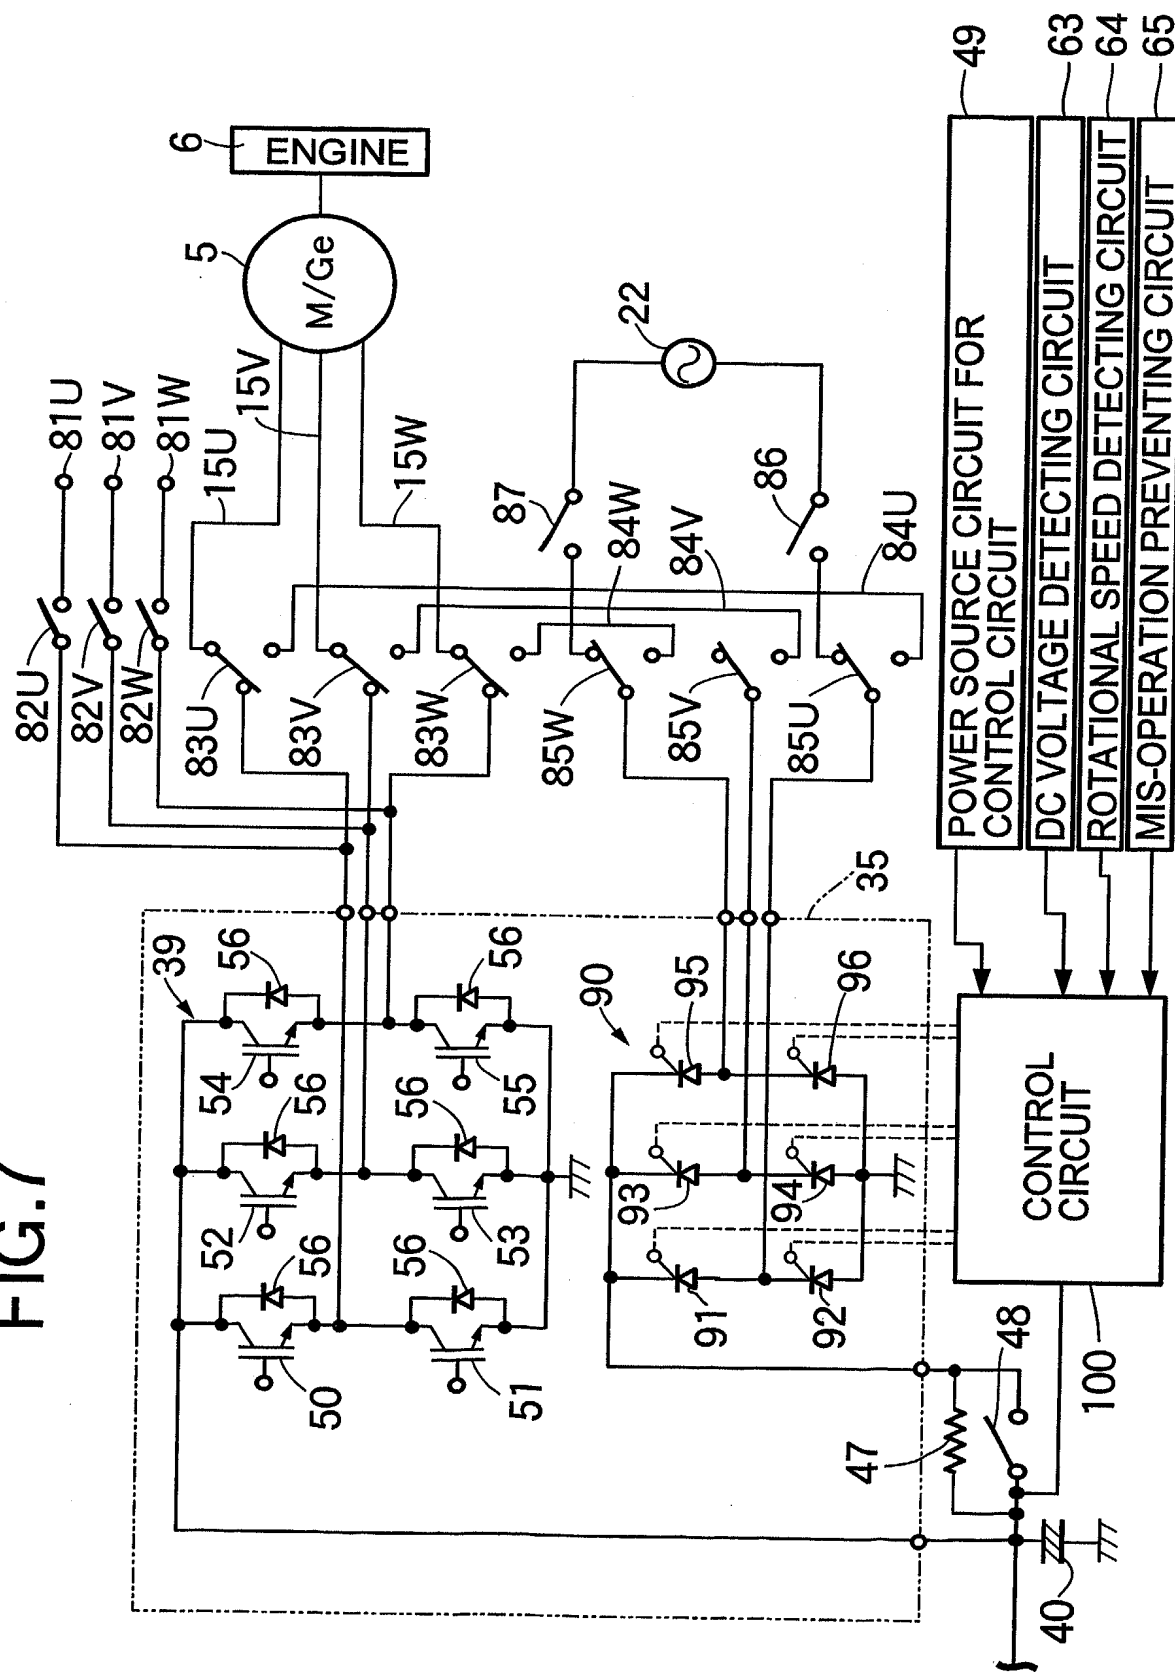 FIG.7
6
ENGINE
5
M/Ge
81U
81V
81W
15U
15V
15W
82U
82V
82W
83U
83V
83W
22
87
86
84W
84V
84U
85W
85V
85U
35
39
56
56
54
55
56
56
52
53
56
56
50
51
90
95
96
93
94
91
92
47
48
40
100
CONTROL
CIRCUIT
POWER SOURCE CIRCUIT FOR
CONTROL CIRCUIT
49
DC VOLTAGE DETECTING CIRCUIT
63
ROTATIONAL SPEED DETECTING CIRCUIT
64
MIS-OPERATION PREVENTING CIRCUIT
65